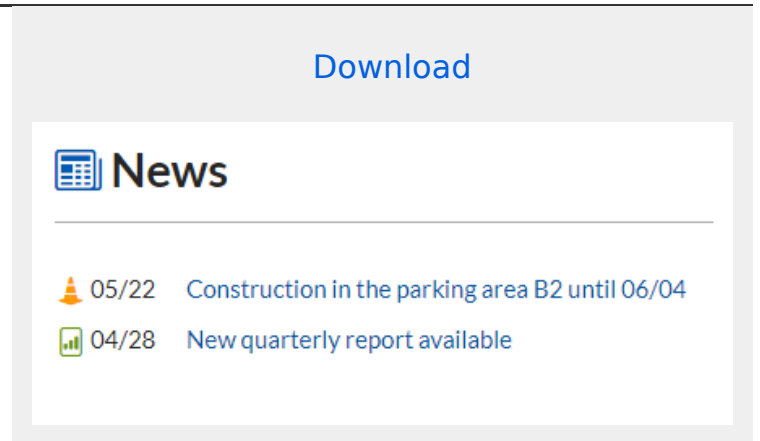 Download
News
05/22 Construction in the parking area B2 until 06/04
04/28 New quarterly report available